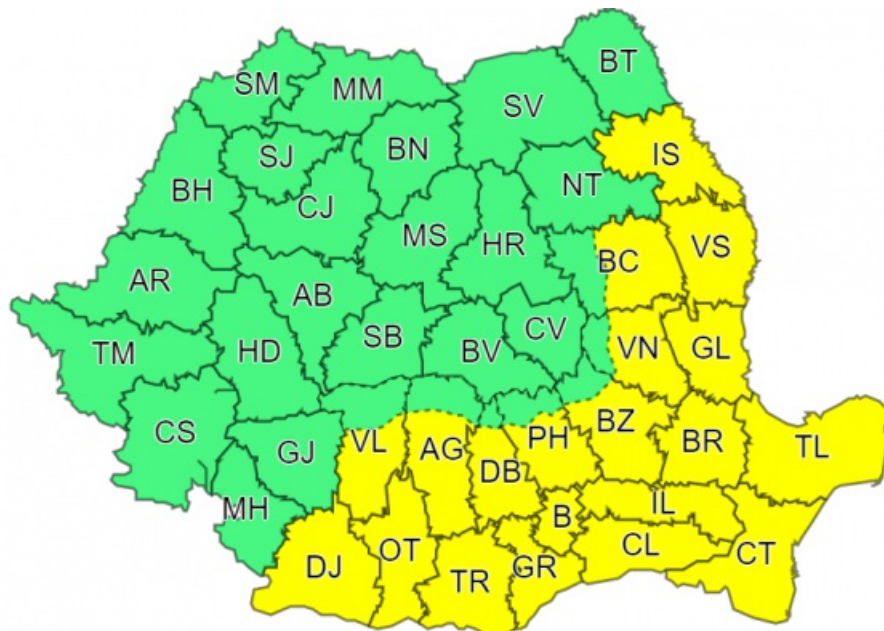 BT
SM
MM
SV
SJ
BN
IS
BH
CJ
NT
MS
HR
VS
BC
AR
AB
TM
HD
SB
BV
CV
VN
GL
CS
GJ
VL
AG
DB
PH
BZ
BR
TL
MH
B
IL
DJ
OT
TR
GR
CL
CT